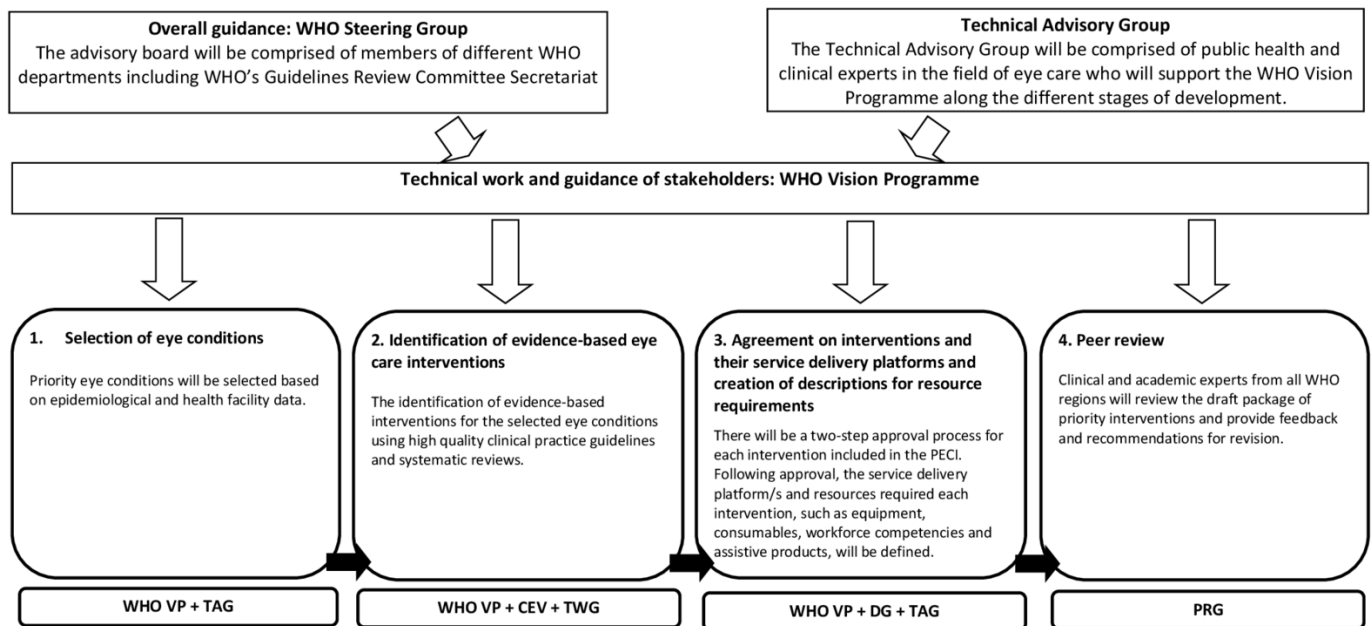 Overall guidance: WHO Steering Group
The advisory board will be comprised of members of different WHO
departments including WHO's Guidelines Review Committee Secretariat
Technical Advisory Group
The Technical Advisory Group will be comprised of public health and
clinical experts in the field of eye care who will support the WHO Vision
Programme along the different stages of development.
Technical work and guidance of stakeholders: WHO Vision Programme
1. Selection of eye conditions
Priority eye conditions will be selected based
on epidemiological and health facility data.
WHO VP + TAG
2. Identification of evidence-based eye
care interventions
The identification of evidence-based
interventions for the selected eye conditions
using high quality clinical practice guidelines
and systematic reviews.
WHO VP + CEV + TWG
3. Agreement on interventions and
their service delivery platforms and
creation of descriptions for resource
requirements
There will be a two-step approval process for
each intervention included in the PECI.
Following approval, the service delivery
platform/s and resources required each
intervention, such as equipment,
consumables, workforce competencies and
assistive products, will be defined.
WHO VP + DG + TAG
4. Peer review
Clinical and academic experts from all WHO
regions will review the draft package of
priority interventions and provide feedback
and recommendations for revision.
PRG